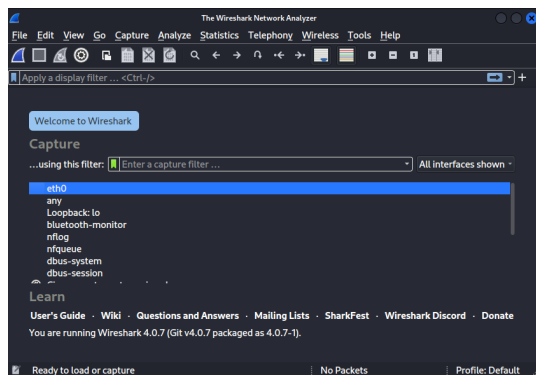 The Wireshark Network Analyzer
File Edit View Go Capture Analyze Statistics Telephony Wireless Tools Help
Apply a display filter ... <Ctrl-/>
Welcome to Wireshark
Capture
...using this filter: Enter a capture filter ... All interfaces shown
eth0
any
Loopback: lo
bluetooth-monitor
nflog
nfqueue
dbus-system
dbus-session
Learn
User's Guide · Wiki · Questions and Answers · Mailing Lists · SharkFest · Wireshark Discord · Donate
You are running Wireshark 4.0.7 (Git v4.0.7 packaged as 4.0.7-1).
Ready to load or capture No Packets Profile: Default